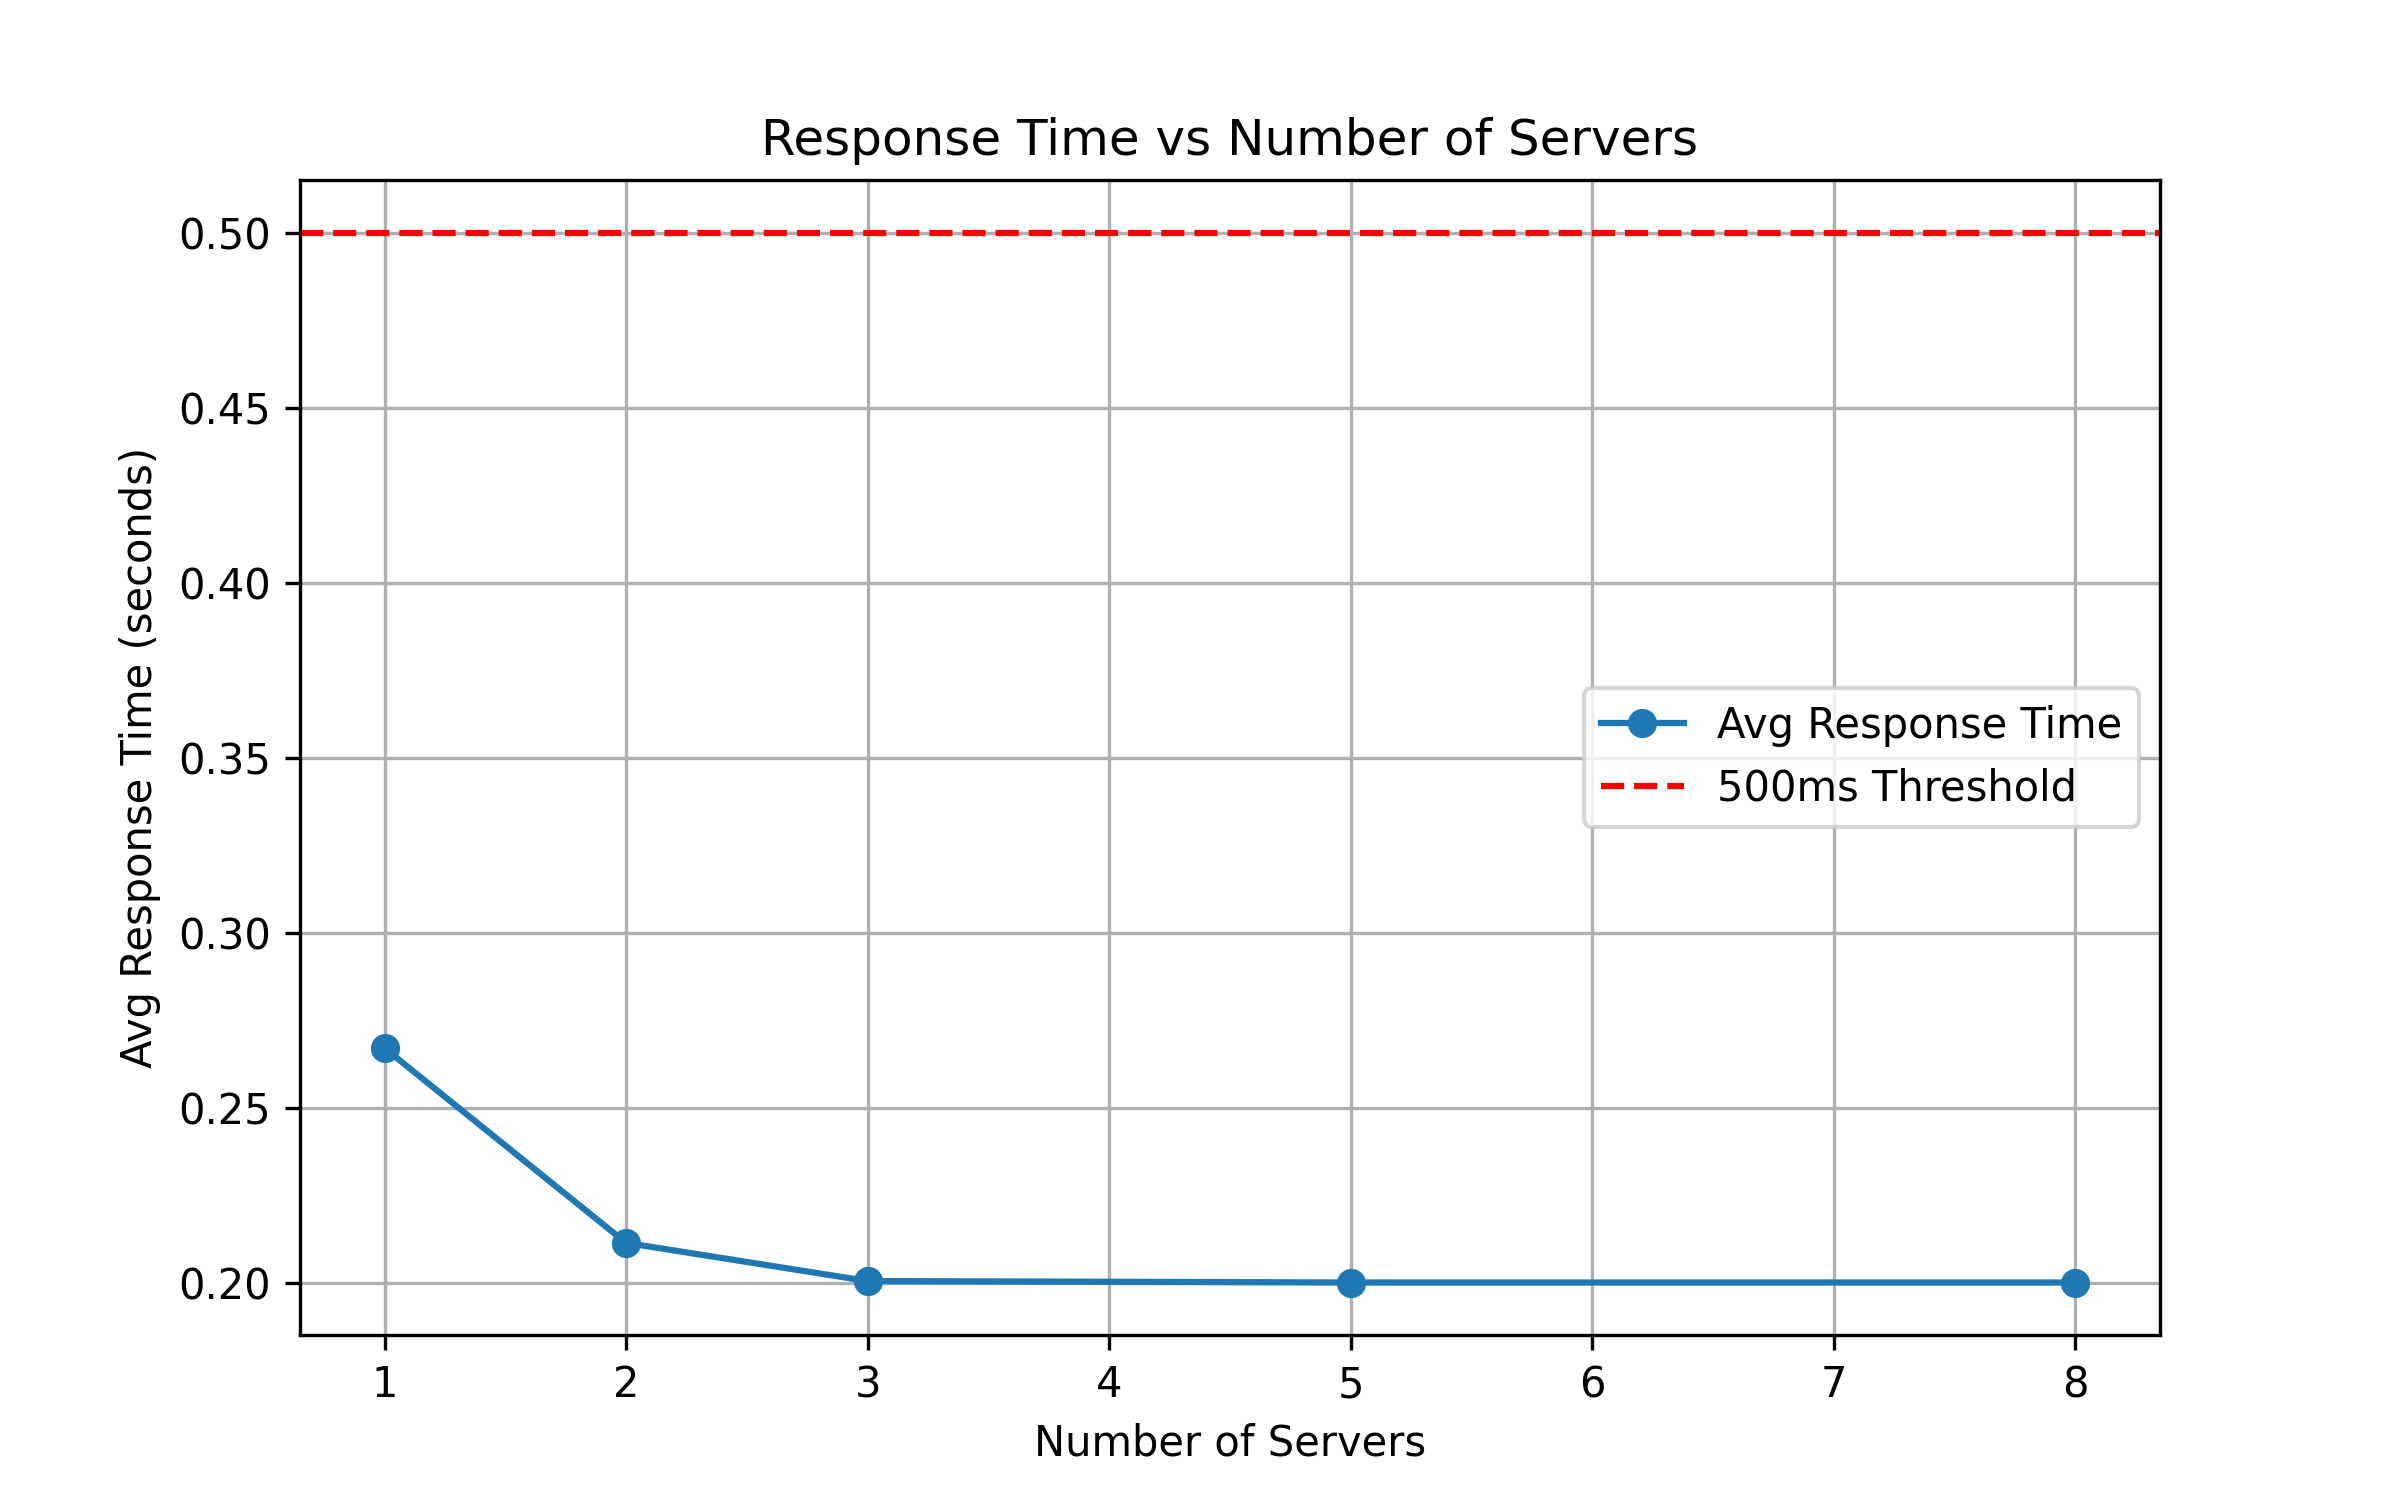 Response Time vs Number of Servers
0.50
0.45
0.40
0.35
0.30
0.25
0.20
Avg Response Time (seconds)
Avg Response Time
500ms Threshold
1 2 3 4 5 6 7 8
Number of Servers